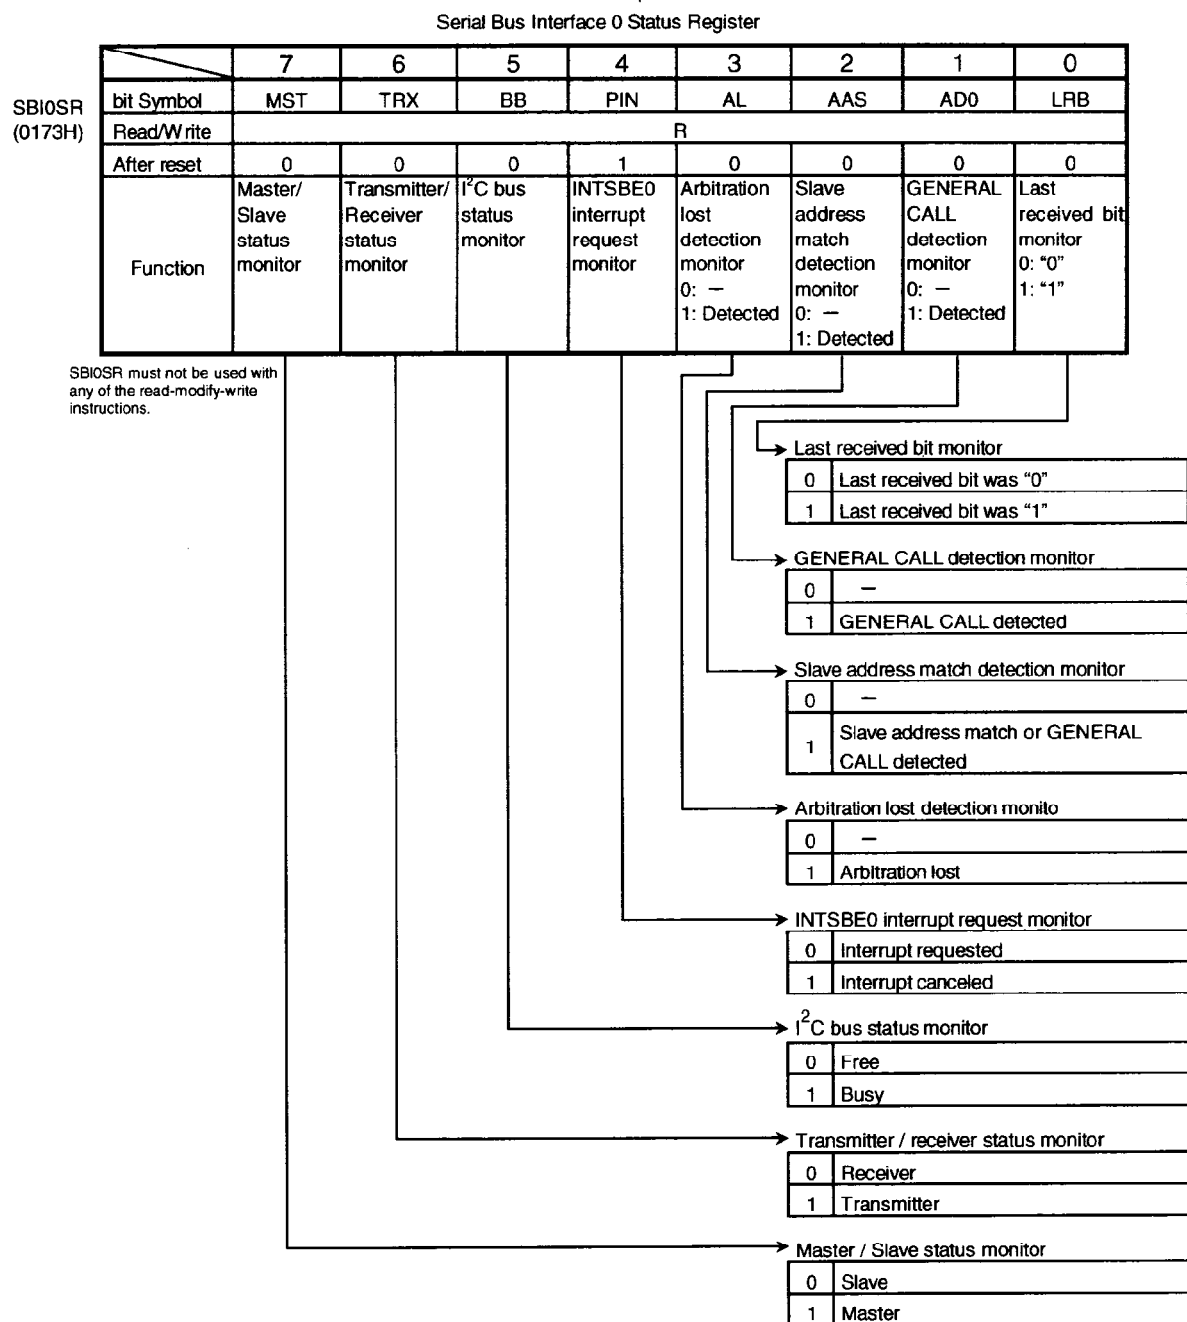 Serial Bus Interface 0 Status Register
7 6 5 4 3 2 1 0
SBI0SR
(0173H)
bit Symbol MST TRX BB PIN AL AAS AD0 LRB
Read/Write R
After reset 0 0 0 1 0 0 0 0
Function
Master/
Slave
status
monitor
Transmitter/
Receiver
status
monitor
I²C bus
status
monitor
INTSBE0
interrupt
request
monitor
Arbitration
lost
detection
monitor
0: −
1: Detected
Slave
address
match
detection
monitor
0: −
1: Detected
GENERAL
CALL
detection
monitor
0: −
1: Detected
Last
received bit
monitor
0: “0”
1: “1”
SBI0SR must not be used with
any of the read-modify-write
instructions.
Last received bit monitor
0 Last received bit was “0”
1 Last received bit was “1”
GENERAL CALL detection monitor
0 −
1 GENERAL CALL detected
Slave address match detection monitor
0 −
1 Slave address match or GENERAL
CALL detected
Arbitration lost detection monito
0 −
1 Arbitration lost
INTSBE0 interrupt request monitor
0 Interrupt requested
1 Interrupt canceled
I²C bus status monitor
0 Free
1 Busy
Transmitter / receiver status monitor
0 Receiver
1 Transmitter
Master / Slave status monitor
0 Slave
1 Master